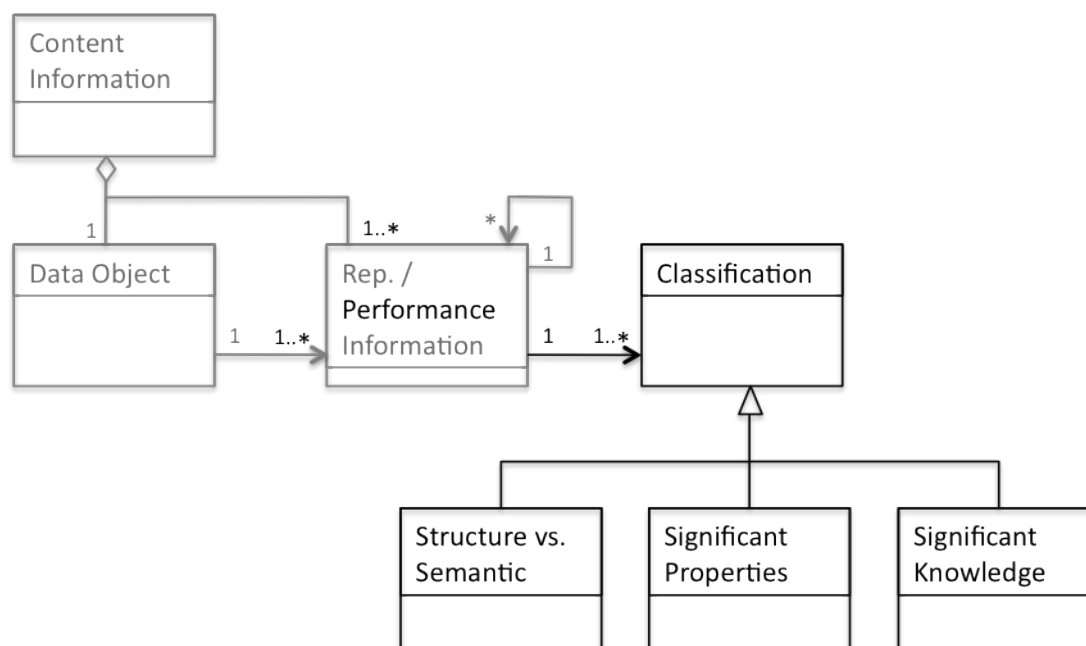 Content
Information
1
1..*
*
1
Data Object
Rep. /
Performance
Information
Classification
1
1..*
1
1..*
Structure vs.
Semantic
Significant
Properties
Significant
Knowledge